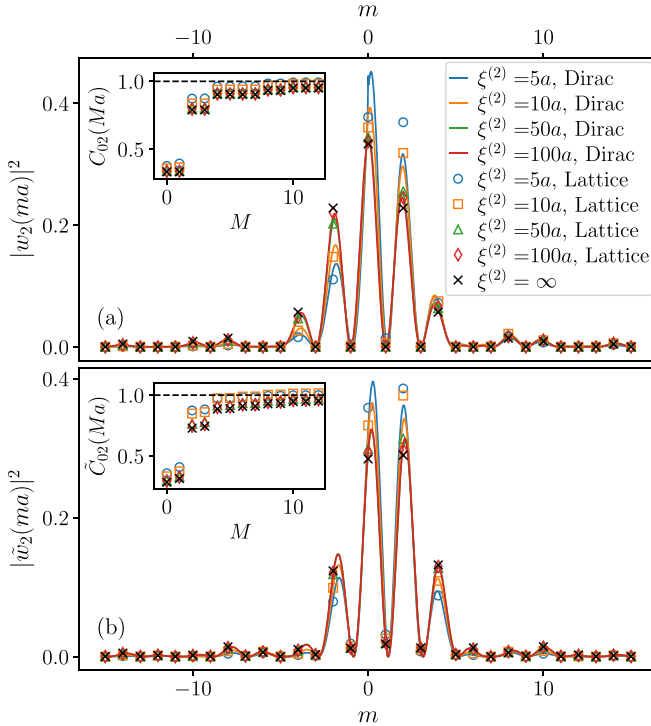 m
−10 0 10
|w₂(ma)|²
0.4
0.2
0.0
C₀₂(Ma)
1.0
0.5
0 10
M
ξ⁽²⁾ =5a, Dirac
ξ⁽²⁾ =10a, Dirac
ξ⁽²⁾ =50a, Dirac
ξ⁽²⁾ =100a, Dirac
ξ⁽²⁾ =5a, Lattice
ξ⁽²⁾ =10a, Lattice
ξ⁽²⁾ =50a, Lattice
ξ⁽²⁾ =100a, Lattice
ξ⁽²⁾ = ∞
(a)
|w̃₂(ma)|²
0.4
0.2
0.0
C̃₀₂(Ma)
1.0
0.5
0 10
M
(b)
−10 0 10
m